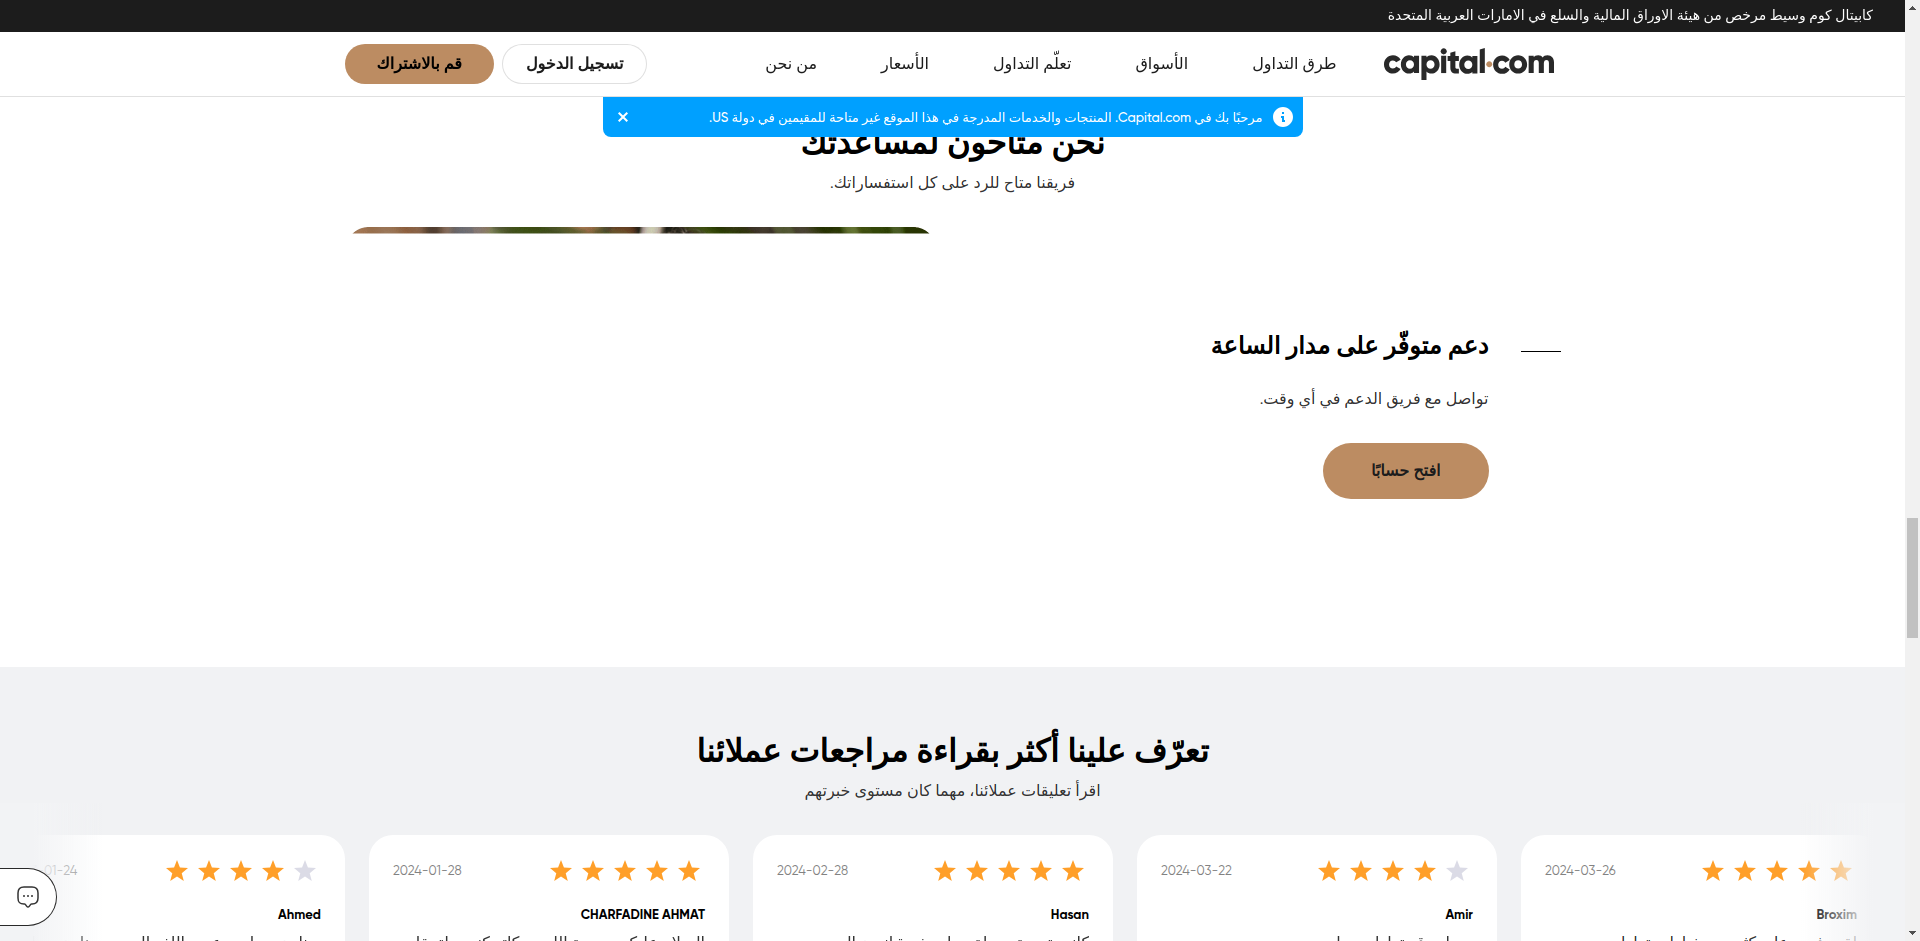 كابيتال كوم وسيط مرخص من هيئة الاوراق المالية والسلع في الامارات العربية المتحدة
capital.com
طرق التداول
الأسواق
تعلّم التداول
الأسعار
من نحن
تسجيل الدخول
قم بالاشتراك
مرحبًا بك في Capital.com. المنتجات والخدمات المدرجة في هذا الموقع غير متاحة للمقيمين في دولة US.
نحن متاحون لمساعدتك
فريقنا متاح للرد على كل استفساراتك.
دعم متوفّر على مدار الساعة
تواصل مع فريق الدعم في أي وقت.
افتح حسابًا
تعرّف علينا أكثر بقراءة مراجعات عملائنا
اقرأ تعليقات عملائنا، مهما كان مستوى خبرتهم
2024-03-26
Broxim
2024-03-22
Amir
2024-02-28
Hasan
2024-01-28
CHARFADINE AHMAT
01-24
Ahmed